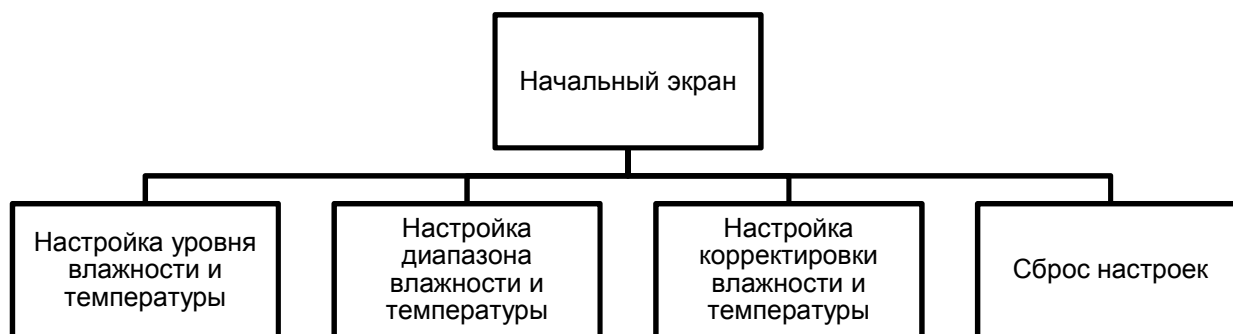 Начальный экран
Настройка уровня
влажности и
температуры
Настройка
диапазона
влажности и
температуры
Настройка
корректировки
влажности и
температуры
Сброс настроек